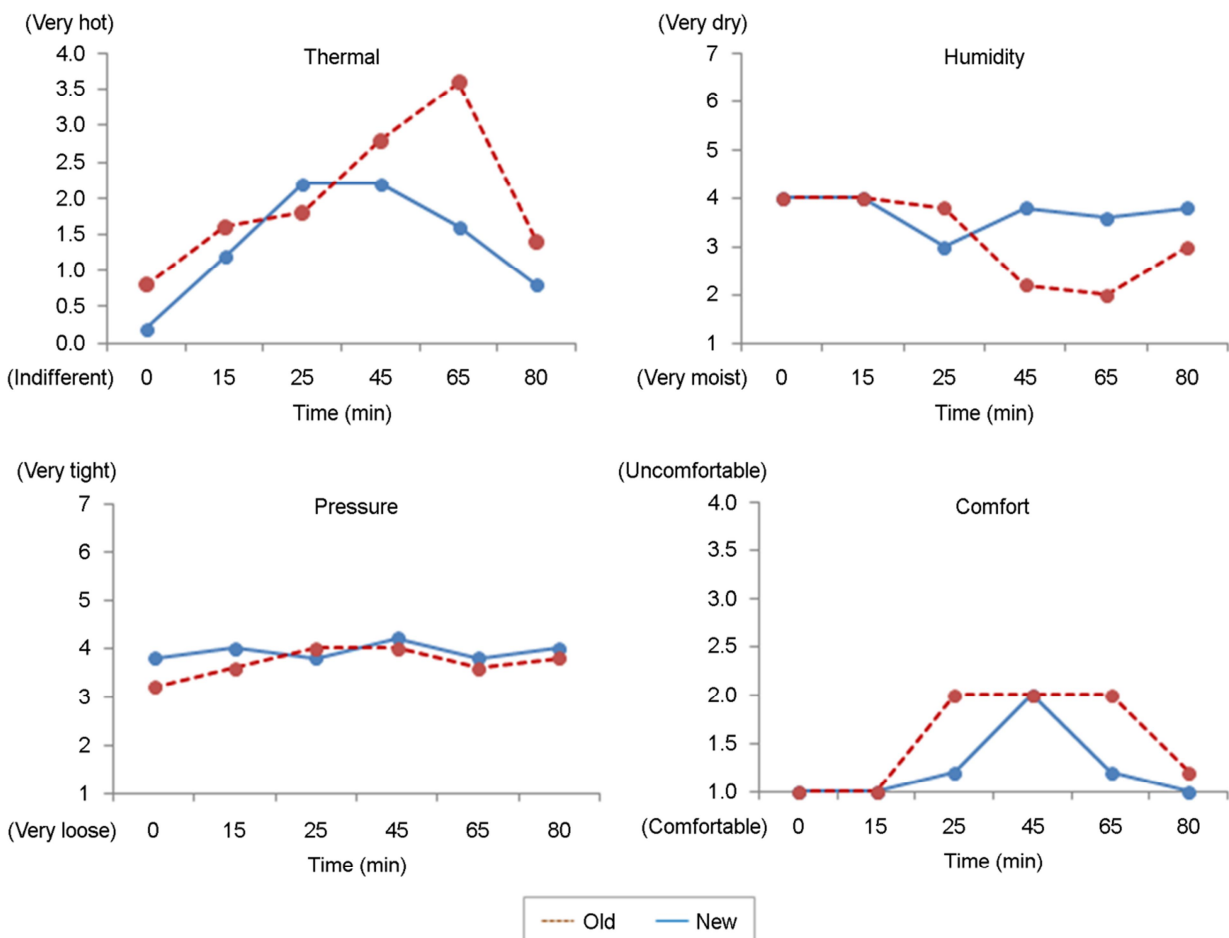 (Very hot)
Thermal
4.0
3.5
3.0
2.5
2.0
1.5
1.0
0.5
0.0
(Indifferent) 0 15 25 45 65 80
Time (min)
(Very dry)
Humidity
7
6
5
4
3
2
1
(Very moist) 0 15 25 45 65 80
Time (min)
(Very tight)
Pressure
7
6
5
4
3
2
1
(Very loose) 0 15 25 45 65 80
Time (min)
(Uncomfortable)
Comfort
4.0
3.5
3.0
2.5
2.0
1.5
1.0
(Comfortable) 0 15 25 45 65 80
Time (min)
Old New